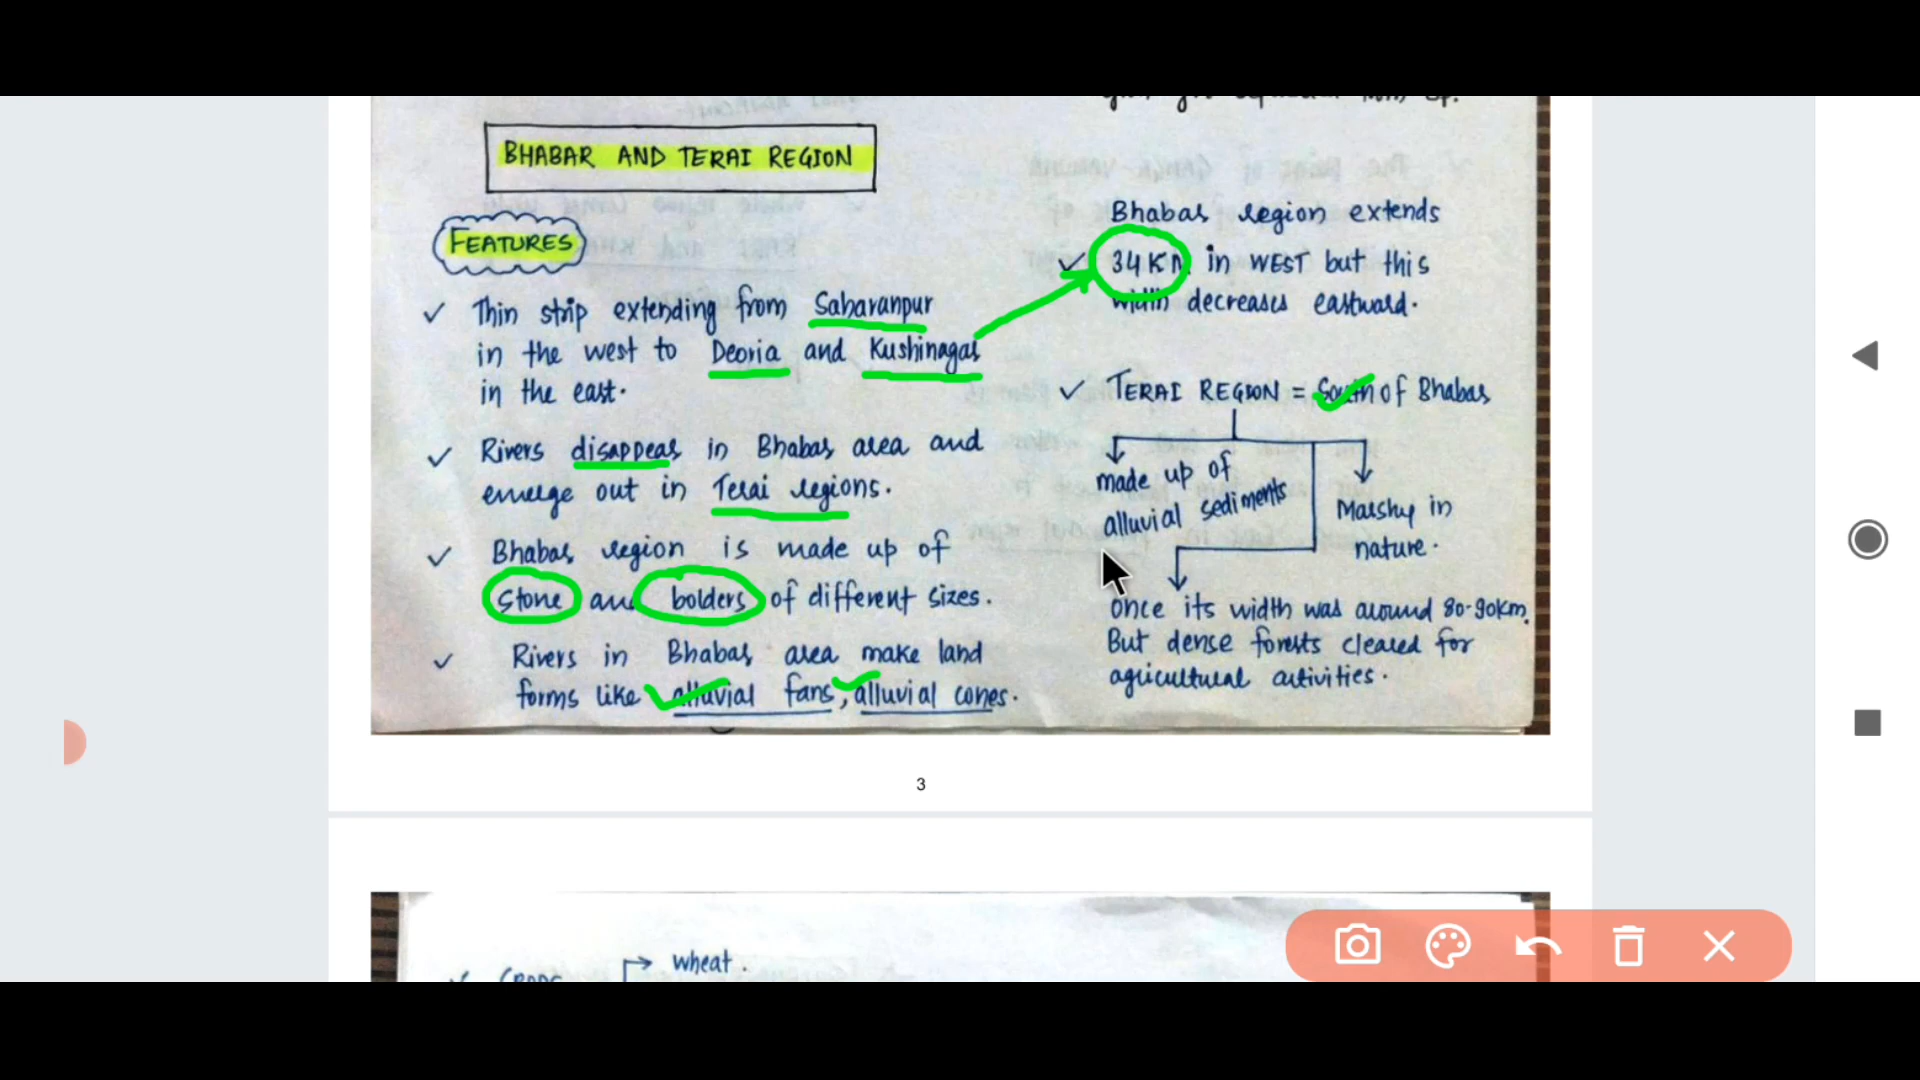 BHABAR AND TERAI REGION
FEATURES
✓ Thin strip extending from Saharanpur
in the west to Deoria and Kushinagar
in the east.
✓ Rivers disappear in Bhabar area and
emerge out in Terai regions.
✓ Bhabar region is made up of
stone and bolders of different sizes.
✓ Rivers in Bhabar area make land
forms like alluvial fans, alluvial cones.
Bhabar region extends
✓ 34 KM in WEST but this
width decreases eastward.
✓ TERAI REGION = South of Bhabar
made up of
alluvial sediments
Marshy in
nature.
Once its width was around 80-90km.
But dense forests cleared for
agricultural activities.
3
wheat.